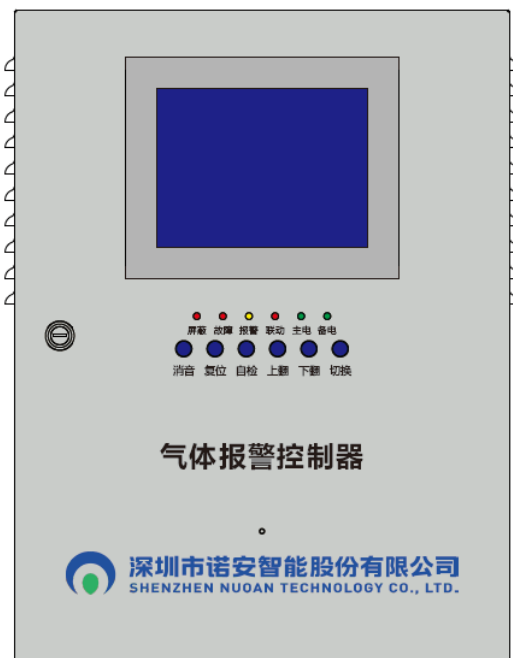 屏蔽 故障 报警 联动 主电 备电
消音 复位 自检 上翻 下翻 切换
气体报警控制器
深圳市诺安智能股份有限公司
SHENZHEN NUOAN TECHNOLOGY CO., LTD.